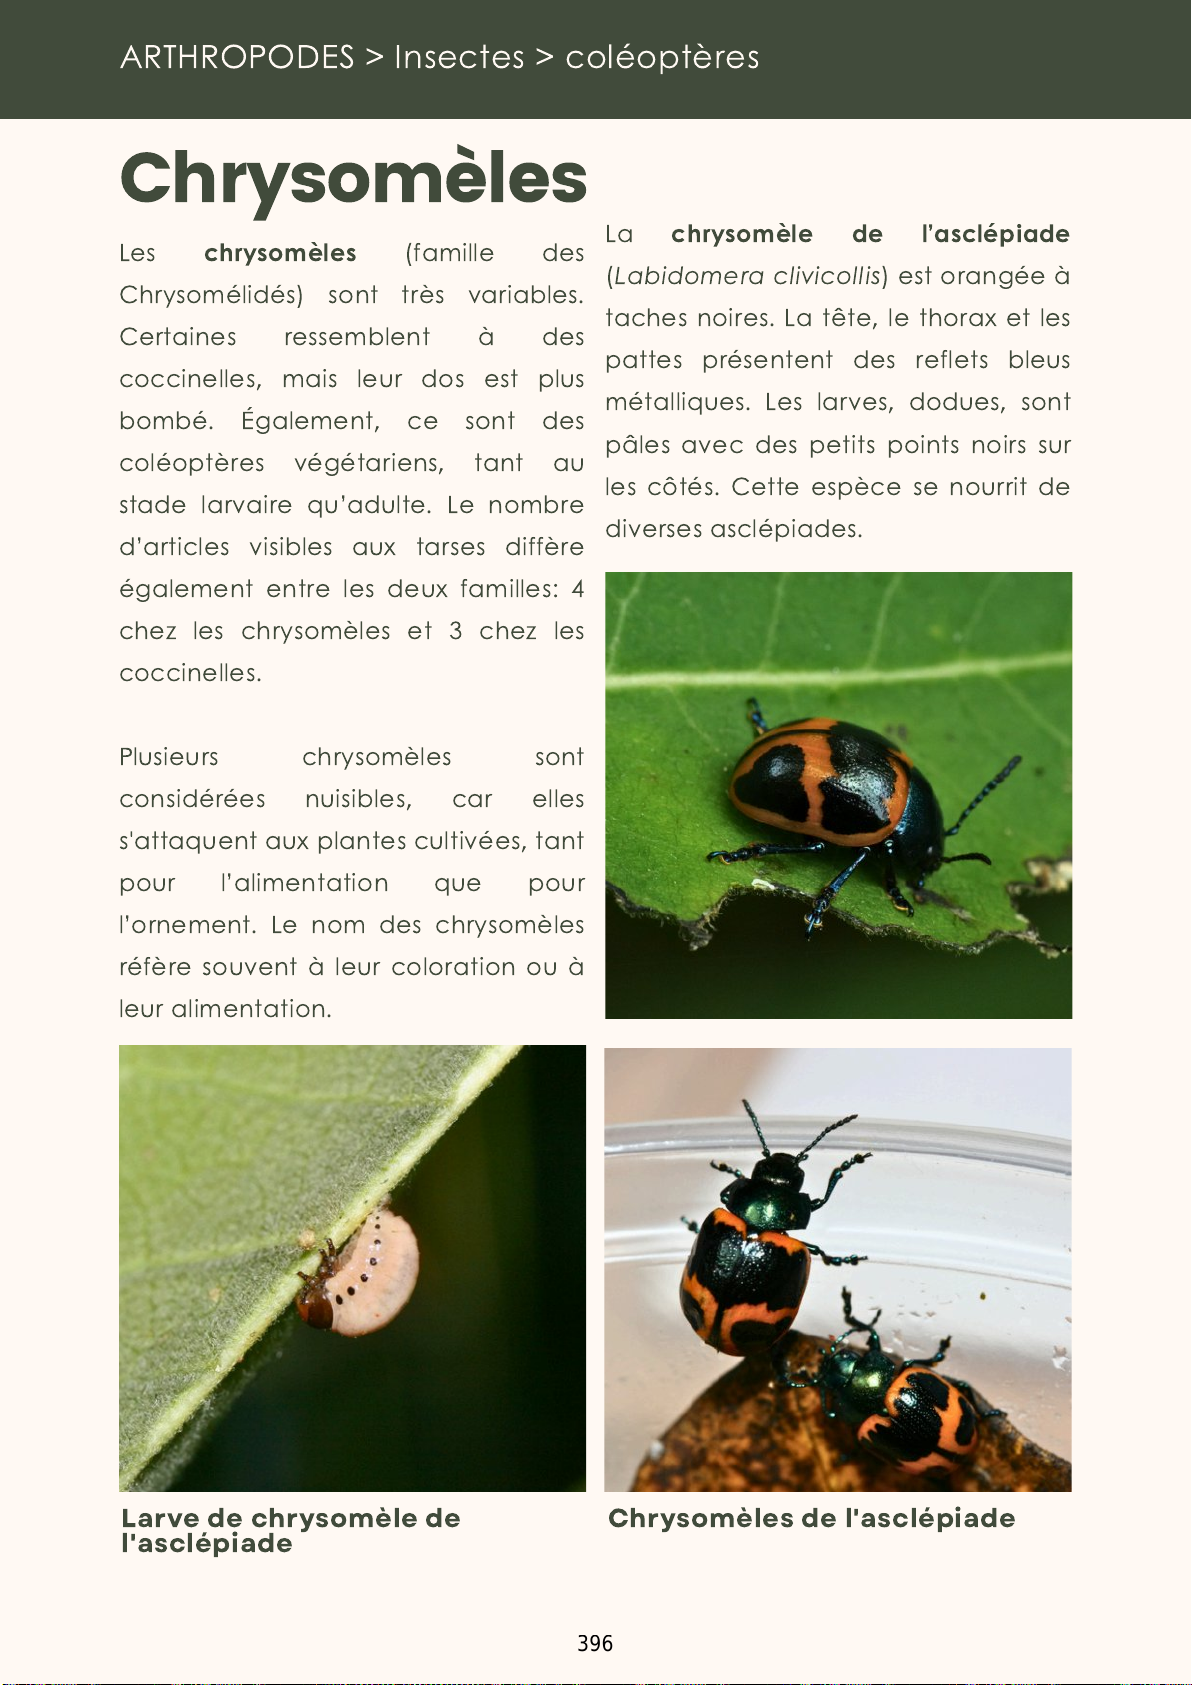 ARTHROPODES > Insectes > coléoptères
Chrysomèles
Les chrysomèles (famille des
Chrysomélidés) sont très variables.
Certaines ressemblent à des
coccinelles, mais leur dos est plus
bombé. Également, ce sont des
coléoptères végétariens, tant au
stade larvaire qu’adulte. Le nombre
d’articles visibles aux tarses diffère
également entre les deux familles: 4
chez les chrysomèles et 3 chez les
coccinelles.
Plusieurs chrysomèles sont
considérées nuisibles, car elles
s'attaquent aux plantes cultivées, tant
pour l’alimentation que pour
l’ornement. Le nom des chrysomèles
réfère souvent à leur coloration ou à
leur alimentation.
La chrysomèle de l’asclépiade
(Labidomera clivicollis) est orangée à
taches noires. La tête, le thorax et les
pattes présentent des reflets bleus
métalliques. Les larves, dodues, sont
pâles avec des petits points noirs sur
les côtés. Cette espèce se nourrit de
diverses asclépiades.
Larve de chrysomèle de
l'asclépiade
Chrysomèles de l'asclépiade
396